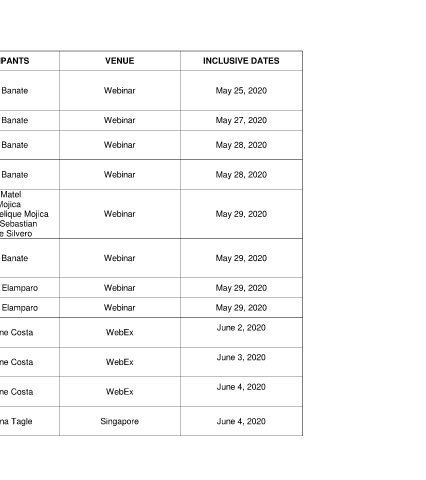 IPANTS VENUE INCLUSIVE DATES
Banate Webinar May 25, 2020
Banate Webinar May 27, 2020
Banate Webinar May 28, 2020
Banate Webinar May 28, 2020
Matel
Mojica
elique Mojica Webinar May 29, 2020
Sebastian
e Silvero
Banate Webinar May 29, 2020
Elamparo Webinar May 29, 2020
Elamparo Webinar May 29, 2020
ne Costa WebEx June 2, 2020
ne Costa WebEx June 3, 2020
ne Costa WebEx June 4, 2020
na Tagle Singapore June 4, 2020